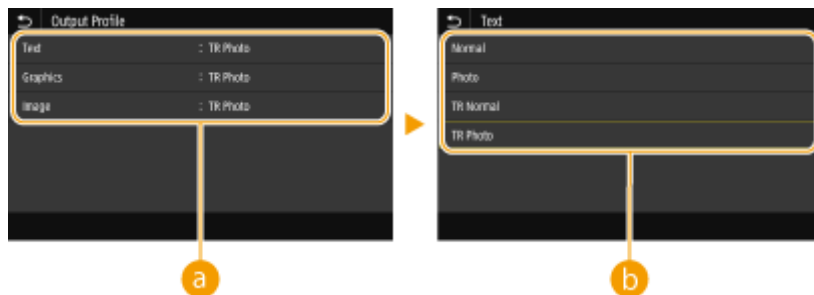 Output Profile
Text : TR Photo
Graphics : TR Photo
Image : TR Photo
a
Text
Normal
Photo
TR Normal
TR Photo
b